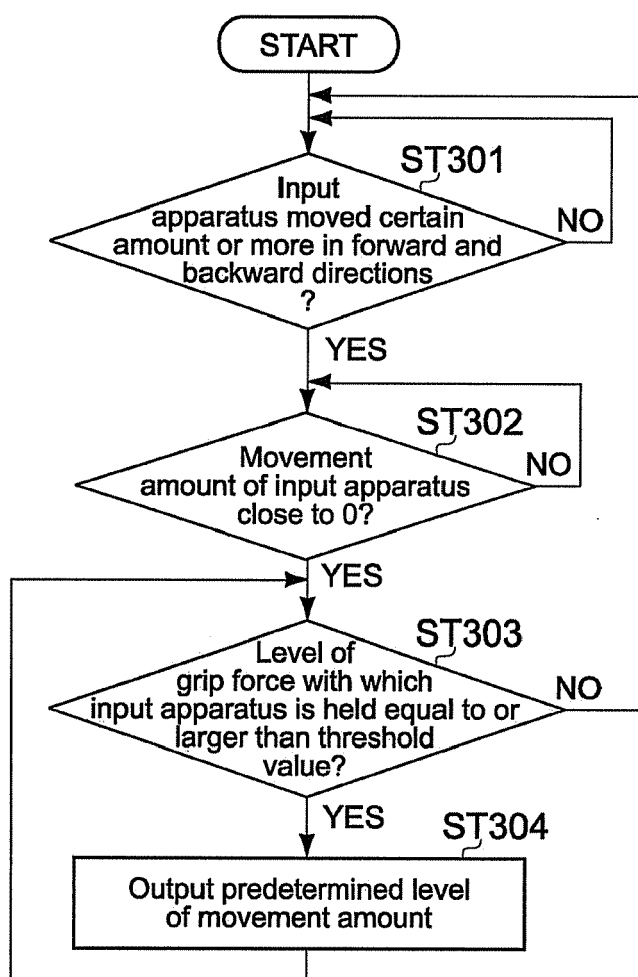 START
ST301
Input
apparatus moved certain
amount or more in forward and
backward directions
?
NO
YES
ST302
Movement
amount of input apparatus
close to 0?
NO
YES
ST303
Level of
grip force with which
input apparatus is held equal to or
larger than threshold
value?
NO
YES
ST304
Output predetermined level
of movement amount